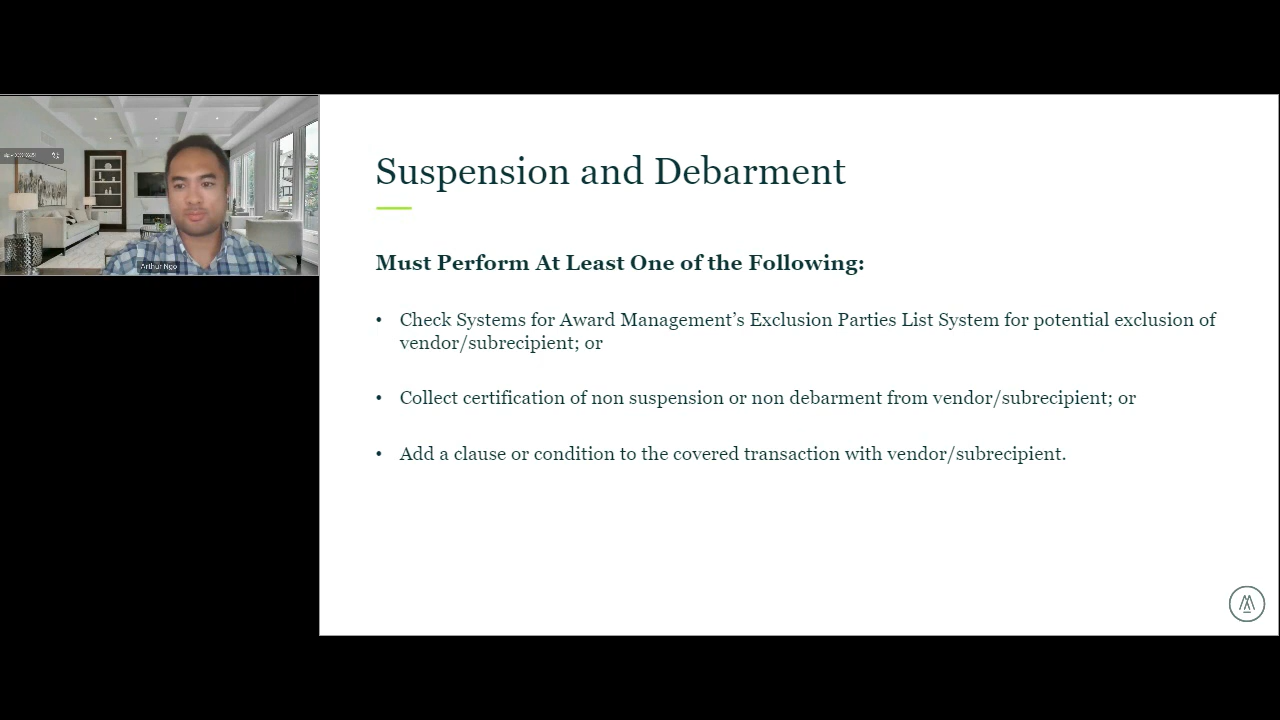 Suspension and Debarment
Must Perform At Least One of the Following:
• Check Systems for Award Management’s Exclusion Parties List System for potential exclusion of
vendor/subrecipient; or
• Collect certification of non suspension or non debarment from vendor/subrecipient; or
• Add a clause or condition to the covered transaction with vendor/subrecipient.
Arthur Ngo